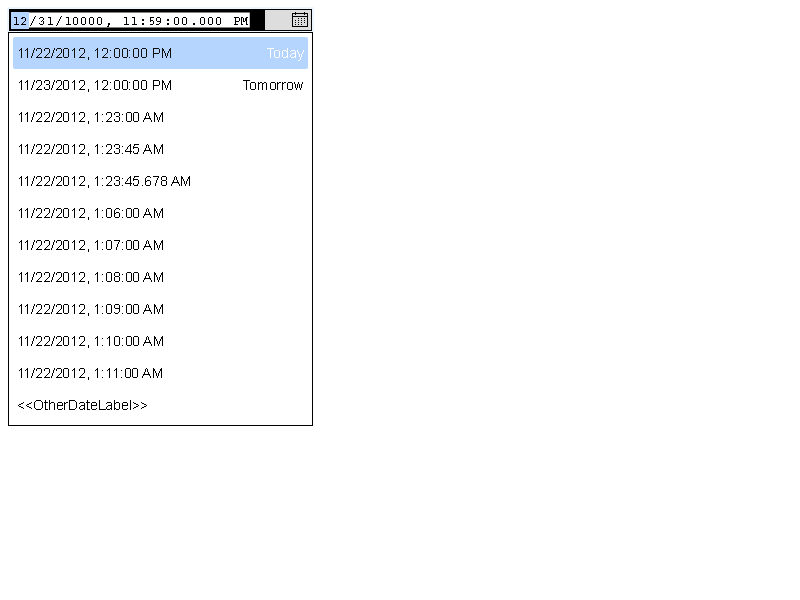 12/31/10000, 11:59:00.000 PM
11/22/2012, 12:00:00 PM Today
11/23/2012, 12:00:00 PM Tomorrow
11/22/2012, 1:23:00 AM
11/22/2012, 1:23:45 AM
11/22/2012, 1:23:45.678 AM
11/22/2012, 1:06:00 AM
11/22/2012, 1:07:00 AM
11/22/2012, 1:08:00 AM
11/22/2012, 1:09:00 AM
11/22/2012, 1:10:00 AM
11/22/2012, 1:11:00 AM
<<OtherDateLabel>>